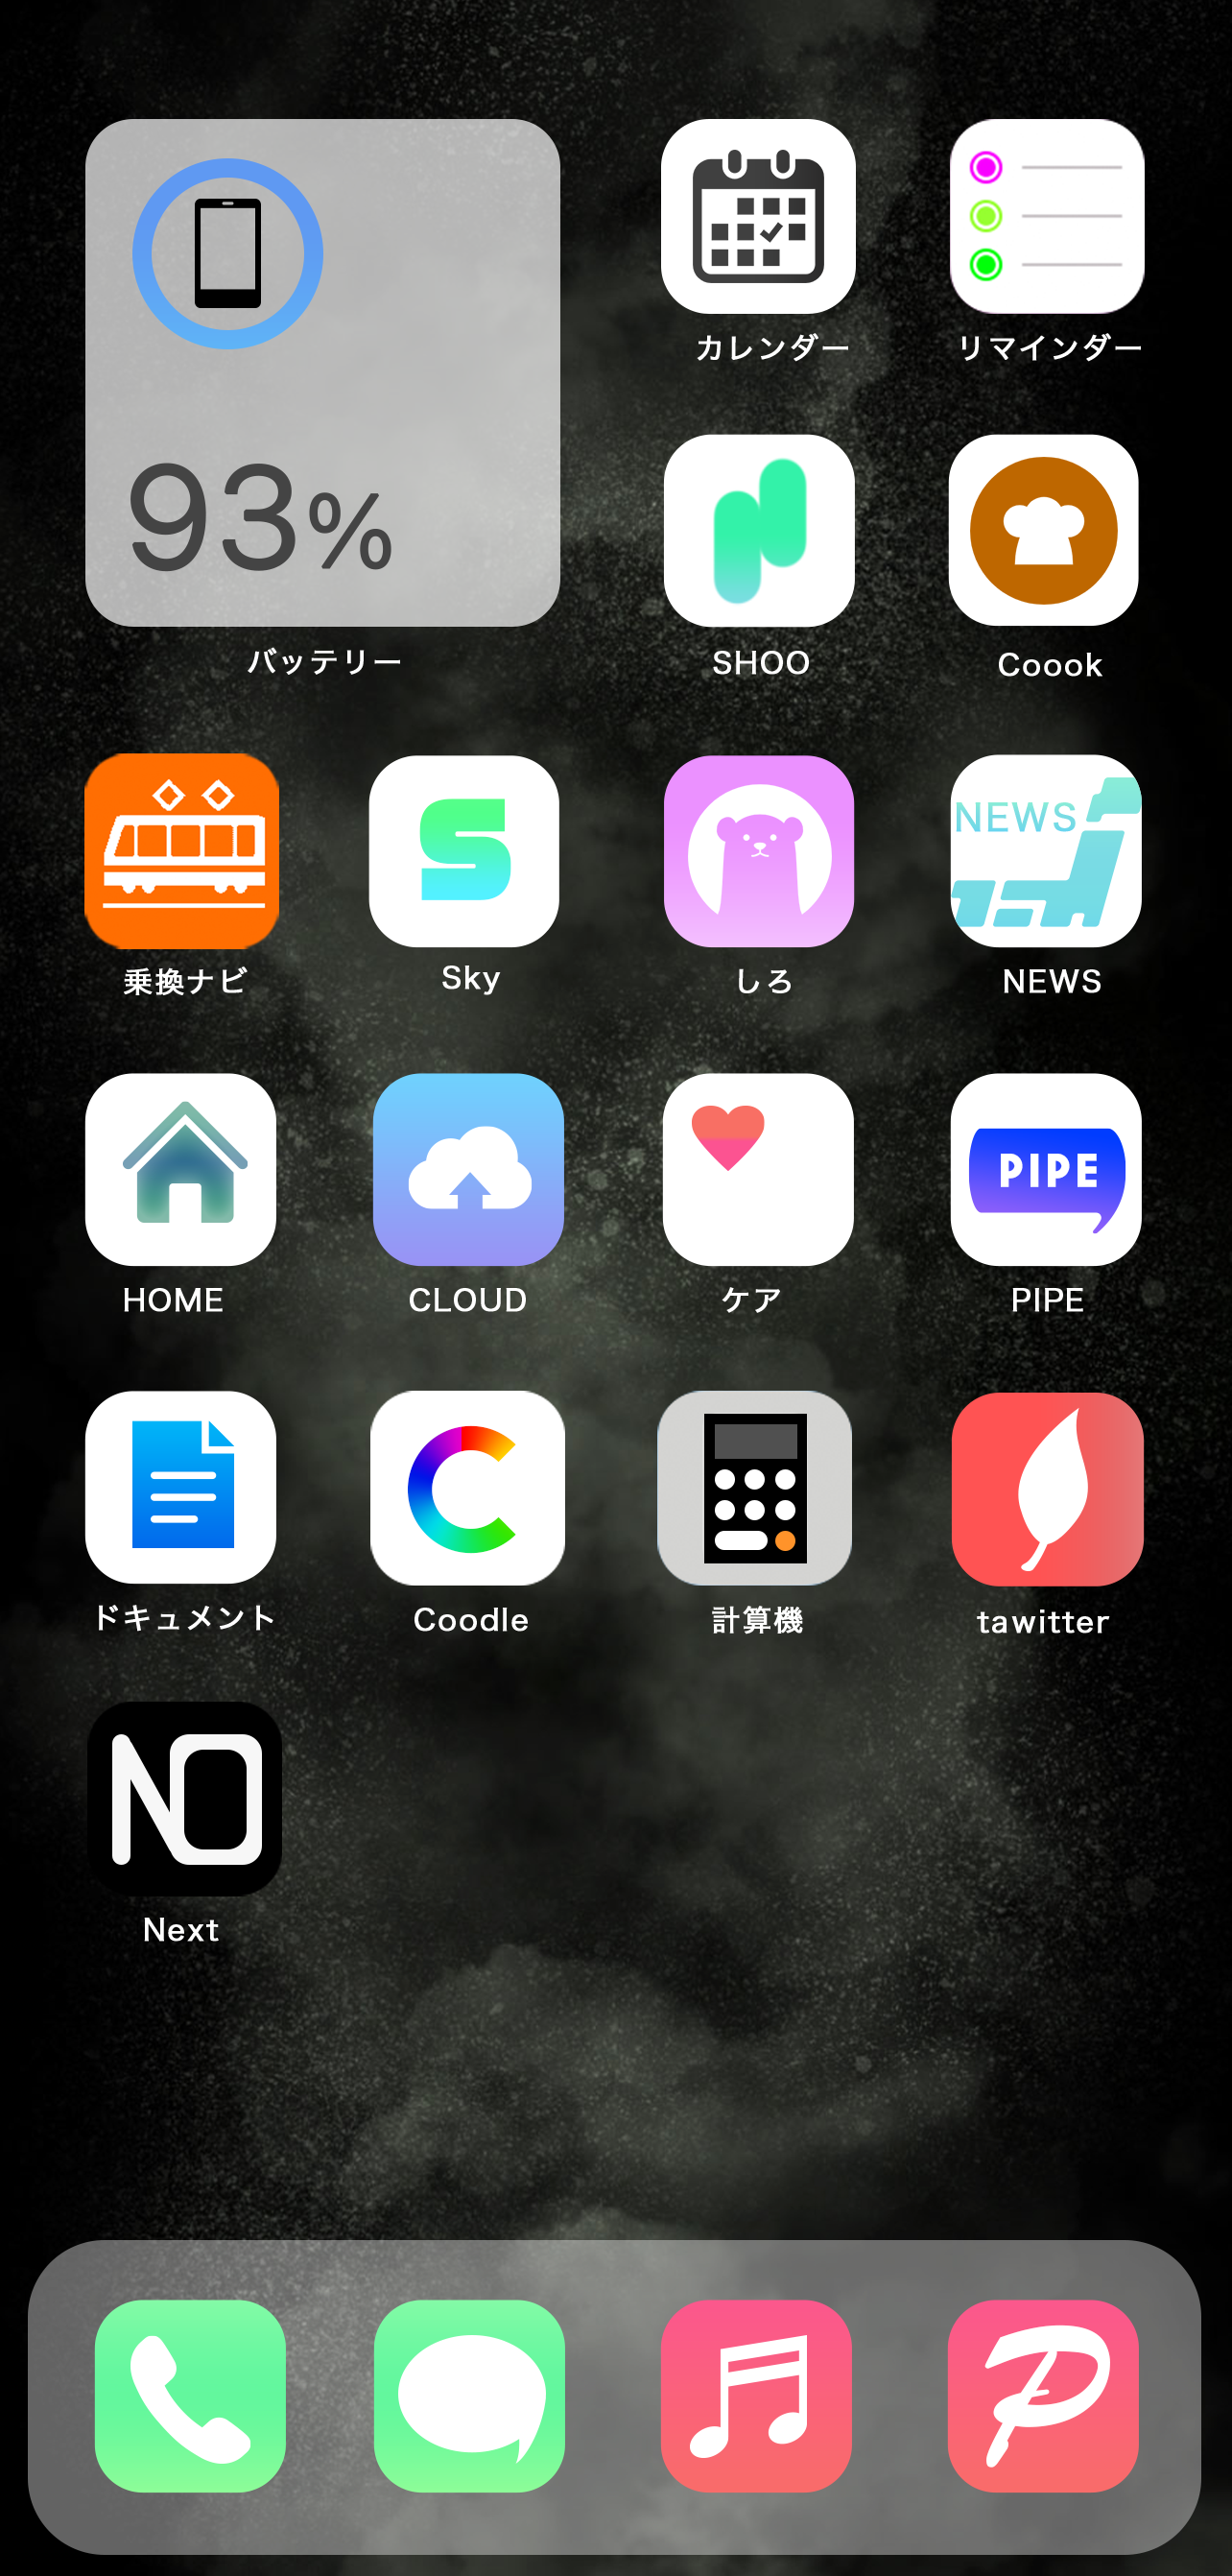 93%
バッテリー
カレンダー
リマインダー
SHOO
Coook
乗換ナビ
Sky
しろ
NEWS
NEWS
HOME
CLOUD
ケア
PIPE
PIPE
ドキュメント
Coodle
計算機
tawitter
NO
Next